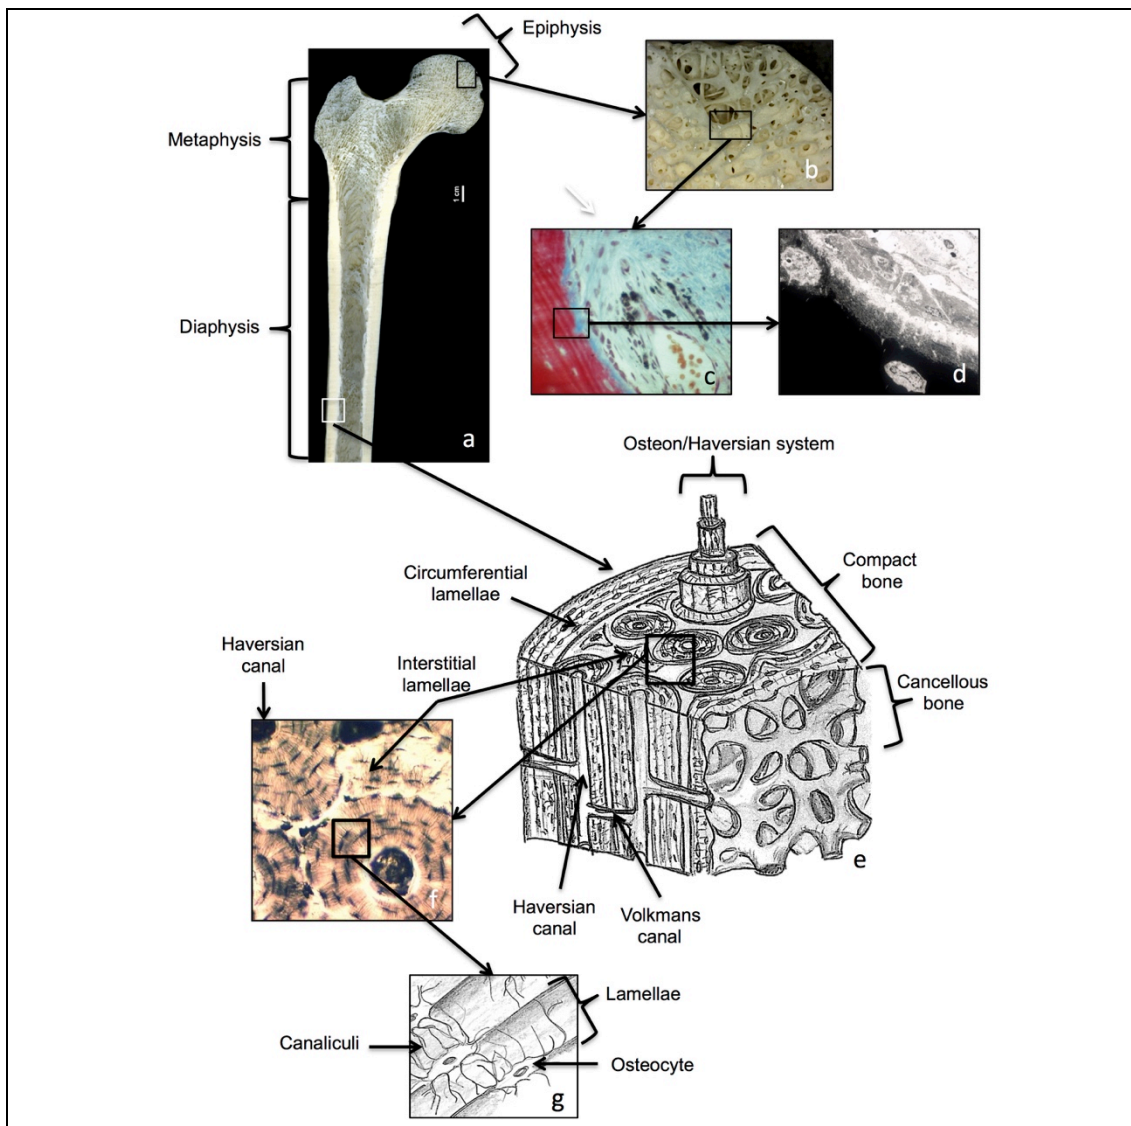 Epiphysis
Metaphysis
b
1 cm
Diaphysis
a
c
d
Osteon/Haversian system
Compact
bone
Circumferential
lamellae
Haversian
canal
Interstitial
lamellae
Cancellous
bone
e
f
Haversian
canal
Volkmans
canal
Lamellae
Canaliculi
Osteocyte
g